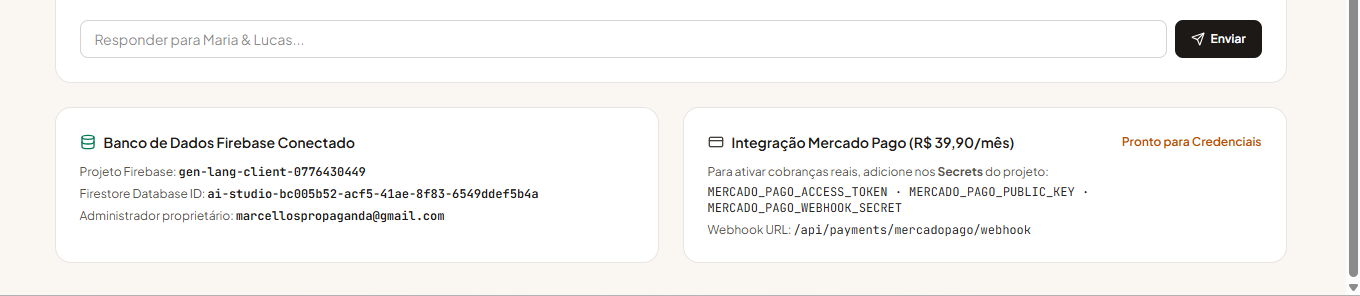 Responder para Maria & Lucas...
Enviar
Banco de Dados Firebase Conectado
Projeto Firebase: gen-lang-client-0776430449
Firestore Database ID: ai-studio-bc005b52-acf5-41ae-8f83-6549ddef5b4a
Administrador proprietário: marcellospropaganda@gmail.com
Integração Mercado Pago (R$ 39,90/mês)
Pronto para Credenciais
Para ativar cobranças reais, adicione nos Secrets do projeto:
MERCADO_PAGO_ACCESS_TOKEN · MERCADO_PAGO_PUBLIC_KEY ·
MERCADO_PAGO_WEBHOOK_SECRET
Webhook URL: /api/payments/mercadopago/webhook